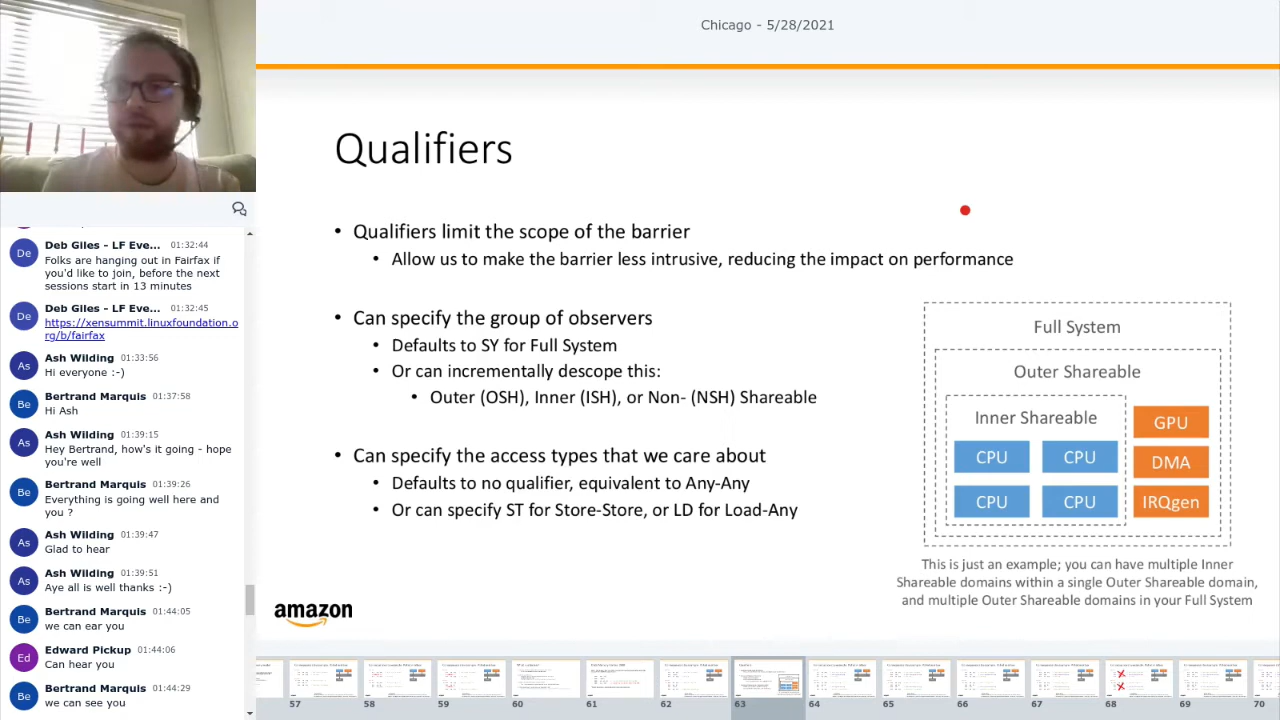 Chicago - 5/28/2021
Deb Giles - LF Eve... 01:32:44
De
Folks are hanging out in Fairfax if
you'd like to join, before the next
sessions start in 13 minutes
Deb Giles - LF Eve... 01:32:45
De
https://xensummit.linuxfoundation.o
rg/b/fairfax
Ash Wilding 01:33:56
As
Hi everyone :-)
Bertrand Marquis 01:37:58
Be
Hi Ash
Ash Wilding 01:39:15
As
Hey Bertrand, how's it going - hope
you're well
Bertrand Marquis 01:39:26
Be
Everything is going well here and
you ?
Ash Wilding 01:39:47
As
Glad to hear
Ash Wilding 01:39:51
As
Aye all is well thanks :-)
Bertrand Marquis 01:44:05
Be
we can ear you
Edward Pickup 01:44:06
Ed
Can hear you
Bertrand Marquis 01:44:29
Be
we can see you
Qualifiers
• Qualifiers limit the scope of the barrier
• Allow us to make the barrier less intrusive, reducing the impact on performance
• Can specify the group of observers
• Defaults to SY for Full System
• Or can incrementally descope this:
• Outer (OSH), Inner (ISH), or Non- (NSH) Shareable
• Can specify the access types that we care about
• Defaults to no qualifier, equivalent to Any-Any
• Or can specify ST for Store-Store, or LD for Load-Any
Full System
Outer Shareable
Inner Shareable
GPU
CPU CPU
DMA
CPU CPU
IRQgen
This is just an example; you can have multiple Inner
Shareable domains within a single Outer Shareable domain,
and multiple Outer Shareable domains in your Full System
amazon
57 58 59 60 61 62 63 64 65 66 67 68 69 70